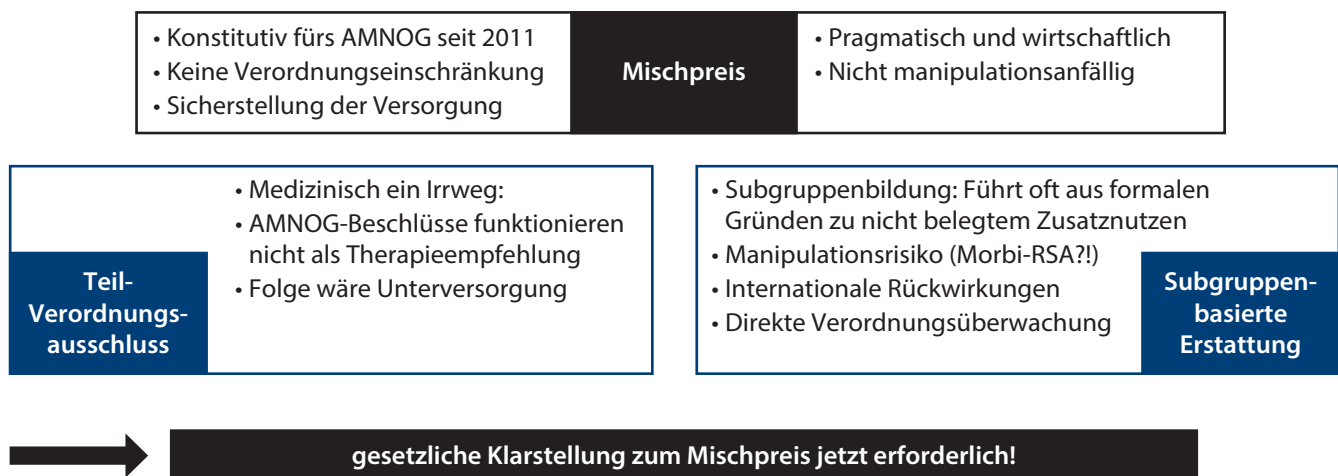 • Konstitutiv fürs AMNOG seit 2011
• Keine Verordnungseinschränkung
• Sicherstellung der Versorgung
Mischpreis
• Pragmatisch und wirtschaftlich
• Nicht manipulationsanfällig
Teil-
Verordnungs-
ausschluss
• Medizinisch ein Irrweg:
• AMNOG-Beschlüsse funktionieren
nicht als Therapieempfehlung
• Folge wäre Unterversorgung
• Subgruppenbildung: Führt oft aus formalen
Gründen zu nicht belegtem Zusatznutzen
• Manipulationsrisiko (Morbi-RSA?!)
• Internationale Rückwirkungen
• Direkte Verordnungsüberwachung
Subgruppen-
basierte
Erstattung
gesetzliche Klarstellung zum Mischpreis jetzt erforderlich!